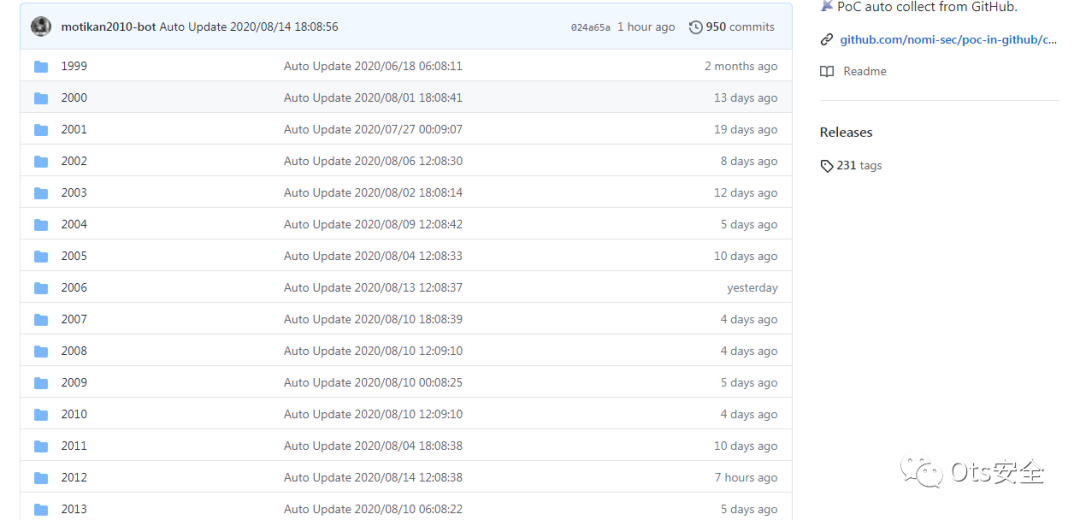 motikan2010-bot Auto Update 2020/08/14 18:08:56 024a65a 1 hour ago 950 commits
1999 Auto Update 2020/06/18 06:08:11 2 months ago
2000 Auto Update 2020/08/01 18:08:41 13 days ago
2001 Auto Update 2020/07/27 00:09:07 19 days ago
2002 Auto Update 2020/08/06 12:08:30 8 days ago
2003 Auto Update 2020/08/02 18:08:14 12 days ago
2004 Auto Update 2020/08/09 12:08:42 5 days ago
2005 Auto Update 2020/08/04 12:08:33 10 days ago
2006 Auto Update 2020/08/13 12:08:37 yesterday
2007 Auto Update 2020/08/10 18:08:39 4 days ago
2008 Auto Update 2020/08/10 12:09:10 4 days ago
2009 Auto Update 2020/08/10 00:08:25 5 days ago
2010 Auto Update 2020/08/10 12:09:10 4 days ago
2011 Auto Update 2020/08/04 18:08:38 10 days ago
2012 Auto Update 2020/08/14 12:08:38 7 hours ago
2013 Auto Update 2020/08/10 06:08:22 5 days ago
PoC auto collect from GitHub.
github.com/nomi-sec/poc-in-github/c...
Readme
Releases
231 tags
Ots安全